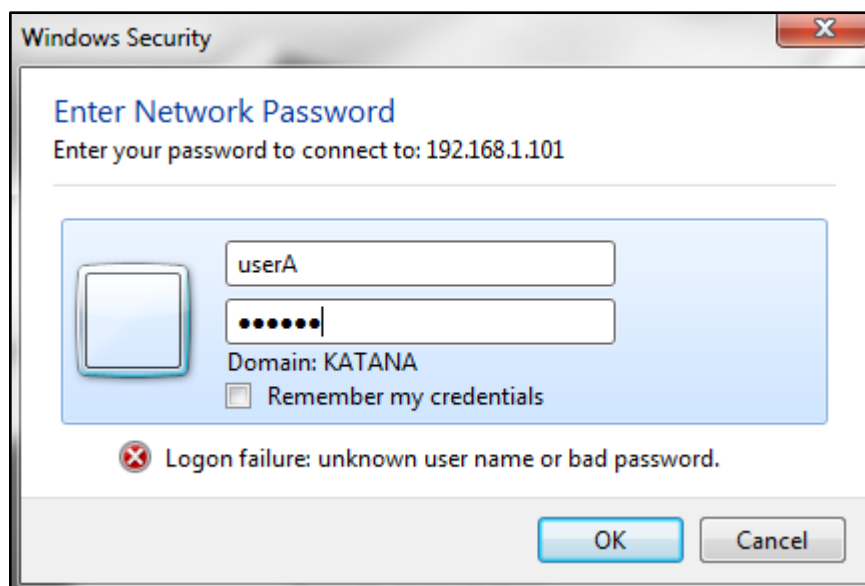 Windows Security
Enter Network Password
Enter your password to connect to: 192.168.1.101
userA
••••••
Domain: KATANA
Remember my credentials
Logon failure: unknown user name or bad password.
OK
Cancel